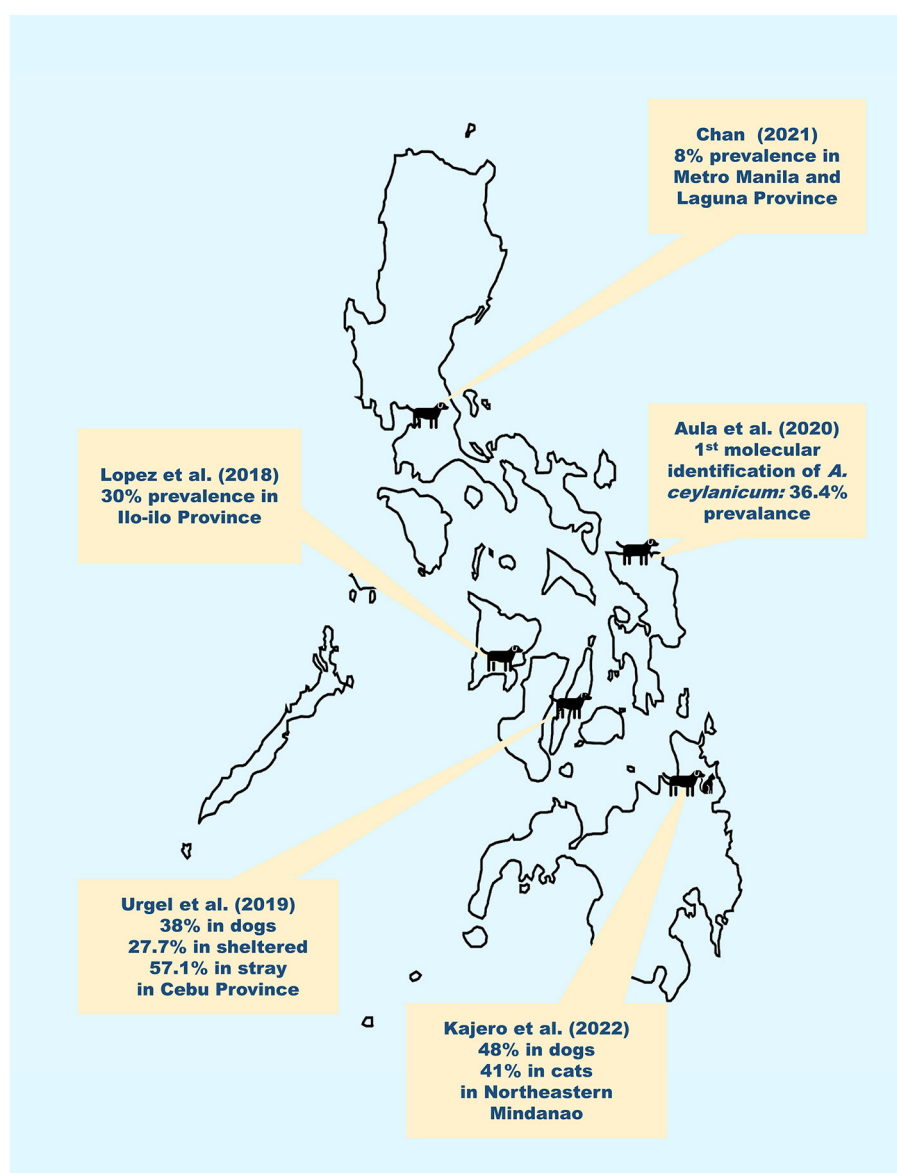 Chan (2021)
8% prevalence in
Metro Manila and
Laguna Province
Aula et al. (2020)
1st molecular
identification of A.
ceylanicum: 36.4%
prevalance
Lopez et al. (2018)
30% prevalence in
Ilo-ilo Province
Urgel et al. (2019)
38% in dogs
27.7% in sheltered
57.1% in stray
in Cebu Province
Kajero et al. (2022)
48% in dogs
41% in cats
in Northeastern
Mindanao